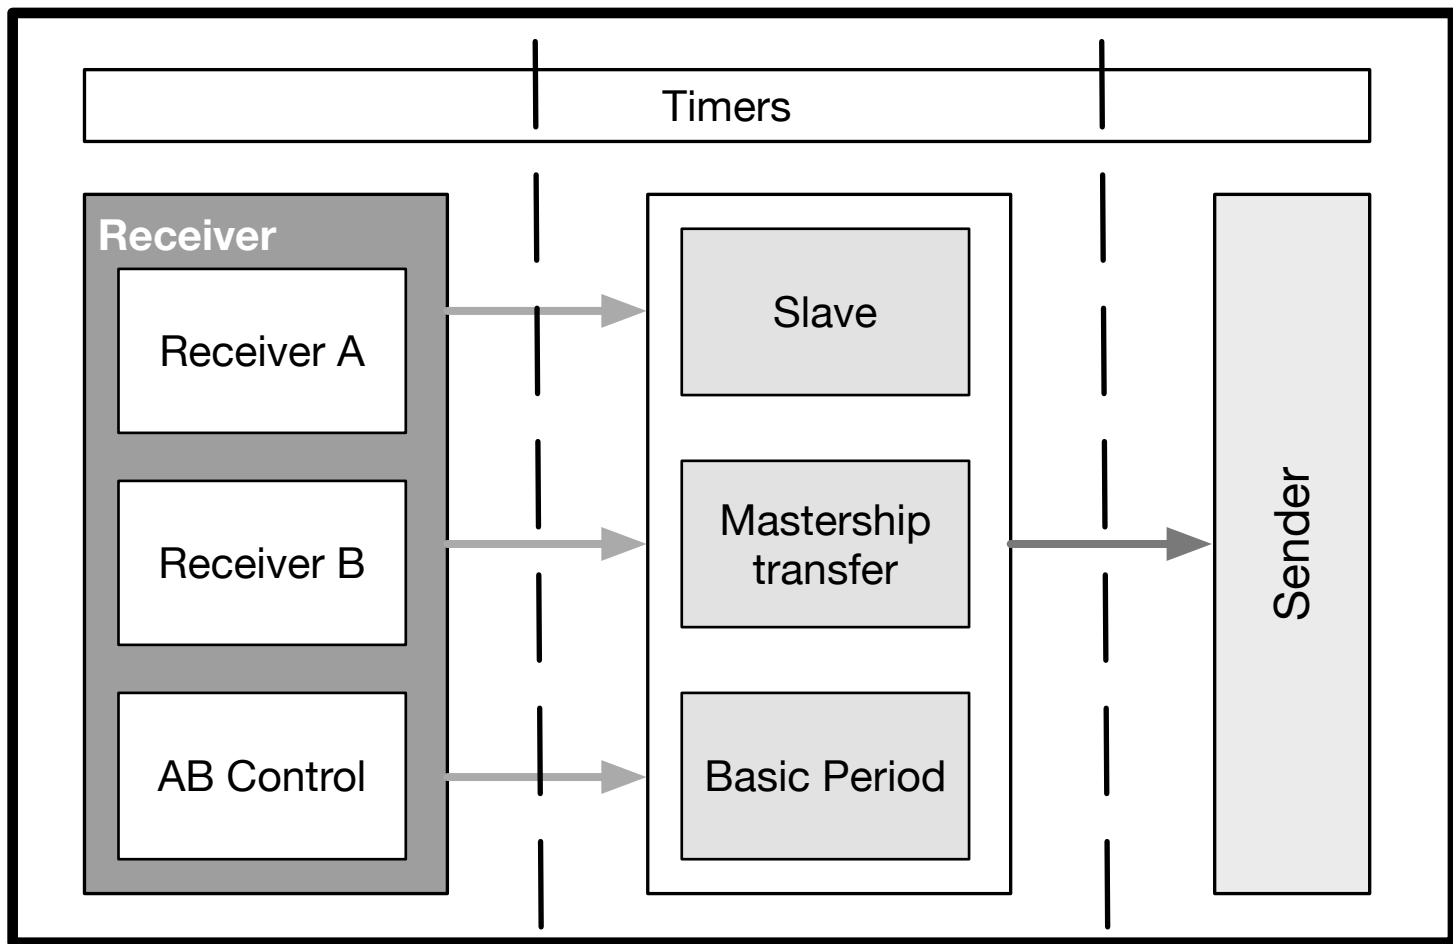 Timers
Receiver
Receiver A
Receiver B
AB Control
Slave
Mastership
transfer
Basic Period
Sender